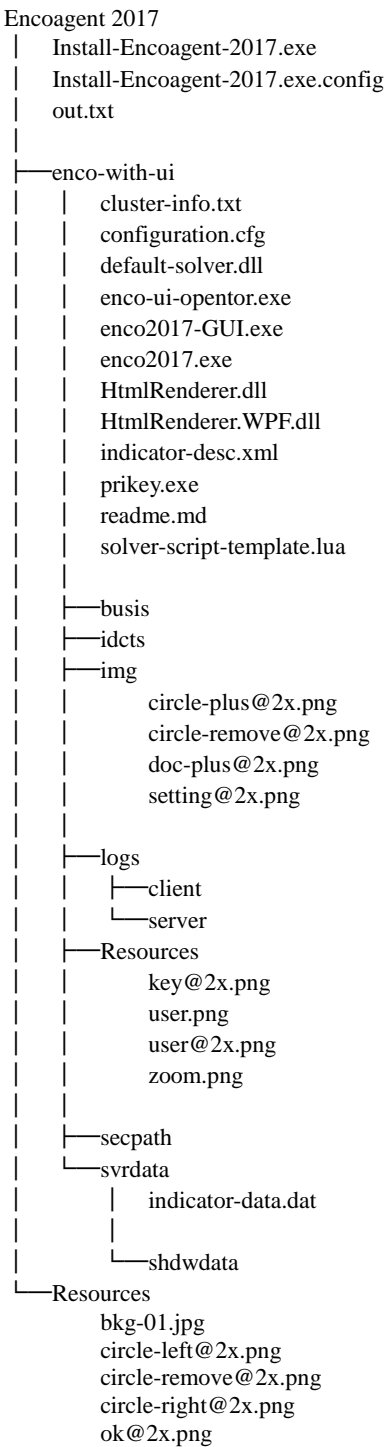 Encoagent 2017
│ Install-Encoagent-2017.exe
│ Install-Encoagent-2017.exe.config
│ out.txt
│
├──enco-with-ui
│ │ cluster-info.txt
│ │ configuration.cfg
│ │ default-solver.dll
│ │ enco-ui-opentor.exe
│ │ enco2017-GUI.exe
│ │ enco2017.exe
│ │ HtmlRenderer.dll
│ │ HtmlRenderer.WPF.dll
│ │ indicator-desc.xml
│ │ prikey.exe
│ │ readme.md
│ │ solver-script-template.lua
│ │
│ ├──busis
│ ├──idcts
│ ├──img
│ │ circle-plus@2x.png
│ │ circle-remove@2x.png
│ │ doc-plus@2x.png
│ │ setting@2x.png
│ │
│ ├──logs
│ │ ├──client
│ │ └──server
│ ├──Resources
│ │ key@2x.png
│ │ user.png
│ │ user@2x.png
│ │ zoom.png
│ │
│ ├──secpath
│ └──svrdata
│ │ indicator-data.dat
│ │
│ └──shdwdata
└──Resources
bkg-01.jpg
circle-left@2x.png
circle-remove@2x.png
circle-right@2x.png
ok@2x.png